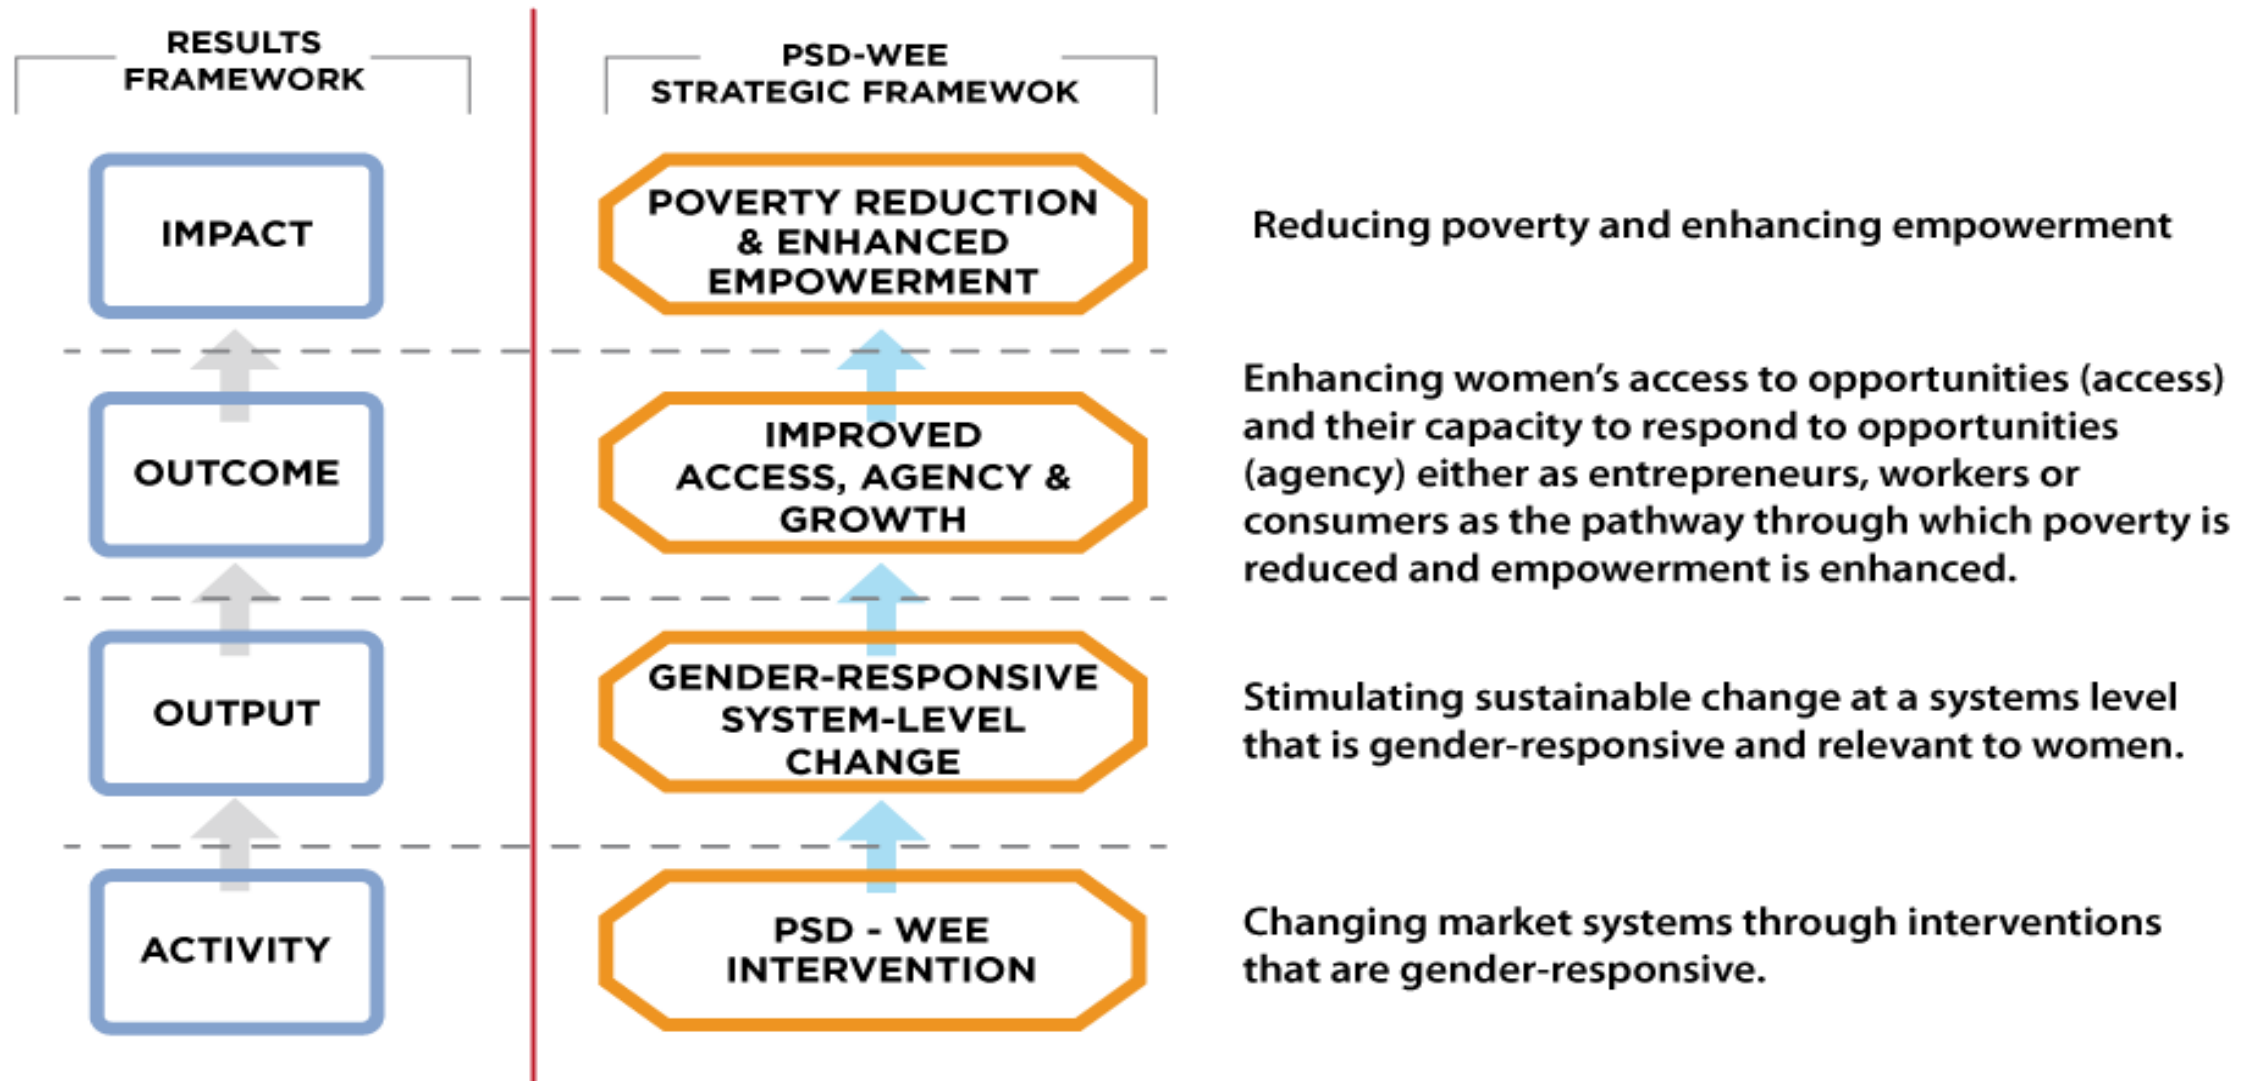 RESULTS
FRAMEWORK
PSD-WEE
STRATEGIC FRAMEWOK
IMPACT
POVERTY REDUCTION
& ENHANCED
EMPOWERMENT
Reducing poverty and enhancing empowerment
OUTCOME
IMPROVED
ACCESS, AGENCY &
GROWTH
Enhancing women's access to opportunities (access)
and their capacity to respond to opportunities
(agency) either as entrepreneurs, workers or
consumers as the pathway through which poverty is
reduced and empowerment is enhanced.
OUTPUT
GENDER-RESPONSIVE
SYSTEM-LEVEL
CHANGE
Stimulating sustainable change at a systems level
that is gender-responsive and relevant to women.
ACTIVITY
PSD - WEE
INTERVENTION
Changing market systems through interventions
that are gender-responsive.